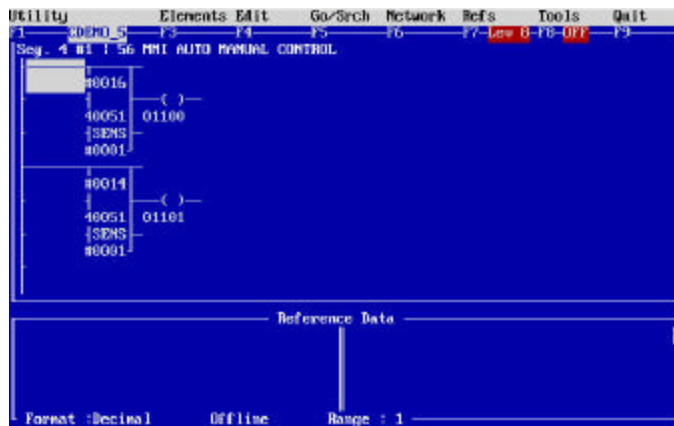 Utility Elements Edit Go/Srch Network Refs Tools Quit
F1 *DEMO_5 F3 F4 F5 F6 F7-Lew 8-F8-OFF F9
Seg. 4 #1 / 56 MMI AUTO MANUAL CONTROL
#0016
( )
40051 01100
SENS
#0001
#0014
( )
40051 01101
SENS
#0001
Reference Data
Format :Decimal Offline Range : 1